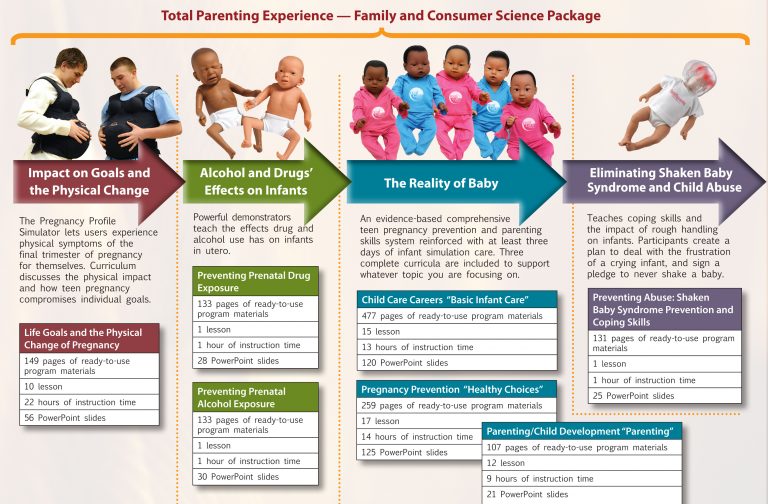 Total Parenting Experience — Family and Consumer Science Package
Impact on Goals and
the Physical Change
The Pregnancy Profile
Simulator lets users experience
physical symptoms of the
final trimester of pregnancy
for themselves. Curriculum
discusses the physical impact
and how teen pregnancy
compromises individual goals.
Life Goals and the Physical
Change of Pregnancy
149 pages of ready-to-use
program materials
10 lesson
22 hours of instruction time
56 PowerPoint slides
Alcohol and Drugs’
Effects on Infants
Powerful demonstrators
teach the effects drug and
alcohol use has on infants
in utero.
Preventing Prenatal Drug
Exposure
133 pages of ready-to-use
program materials
1 lesson
1 hour of instruction time
28 PowerPoint slides
Preventing Prenatal
Alcohol Exposure
133 pages of ready-to-use
program materials
1 lesson
1 hour of instruction time
30 PowerPoint slides
The Reality of Baby
An evidence-based comprehensive
teen pregnancy prevention and parenting
skills system reinforced with at least three
days of infant simulation care. Three
complete curricula are included to support
whatever topic you are focusing on.
Child Care Careers “Basic Infant Care”
477 pages of ready-to-use program materials
15 lesson
13 hours of instruction time
120 PowerPoint slides
Pregnancy Prevention “Healthy Choices”
259 pages of ready-to-use program materials
17 lesson
14 hours of instruction time
125 PowerPoint slides
Parenting/Child Development “Parenting”
107 pages of ready-to-use program materials
12 lesson
9 hours of instruction time
21 PowerPoint slides
Eliminating Shaken Baby
Syndrome and Child Abuse
Teaches coping skills and
the impact of rough handling
on infants. Participants create a
plan to deal with the frustration
of a crying infant, and sign a
pledge to never shake a baby.
Preventing Abuse: Shaken
Baby Syndrome Prevention and
Coping Skills
131 pages of ready-to-use program
materials
1 lesson
1 hour of instruction time
25 PowerPoint slides